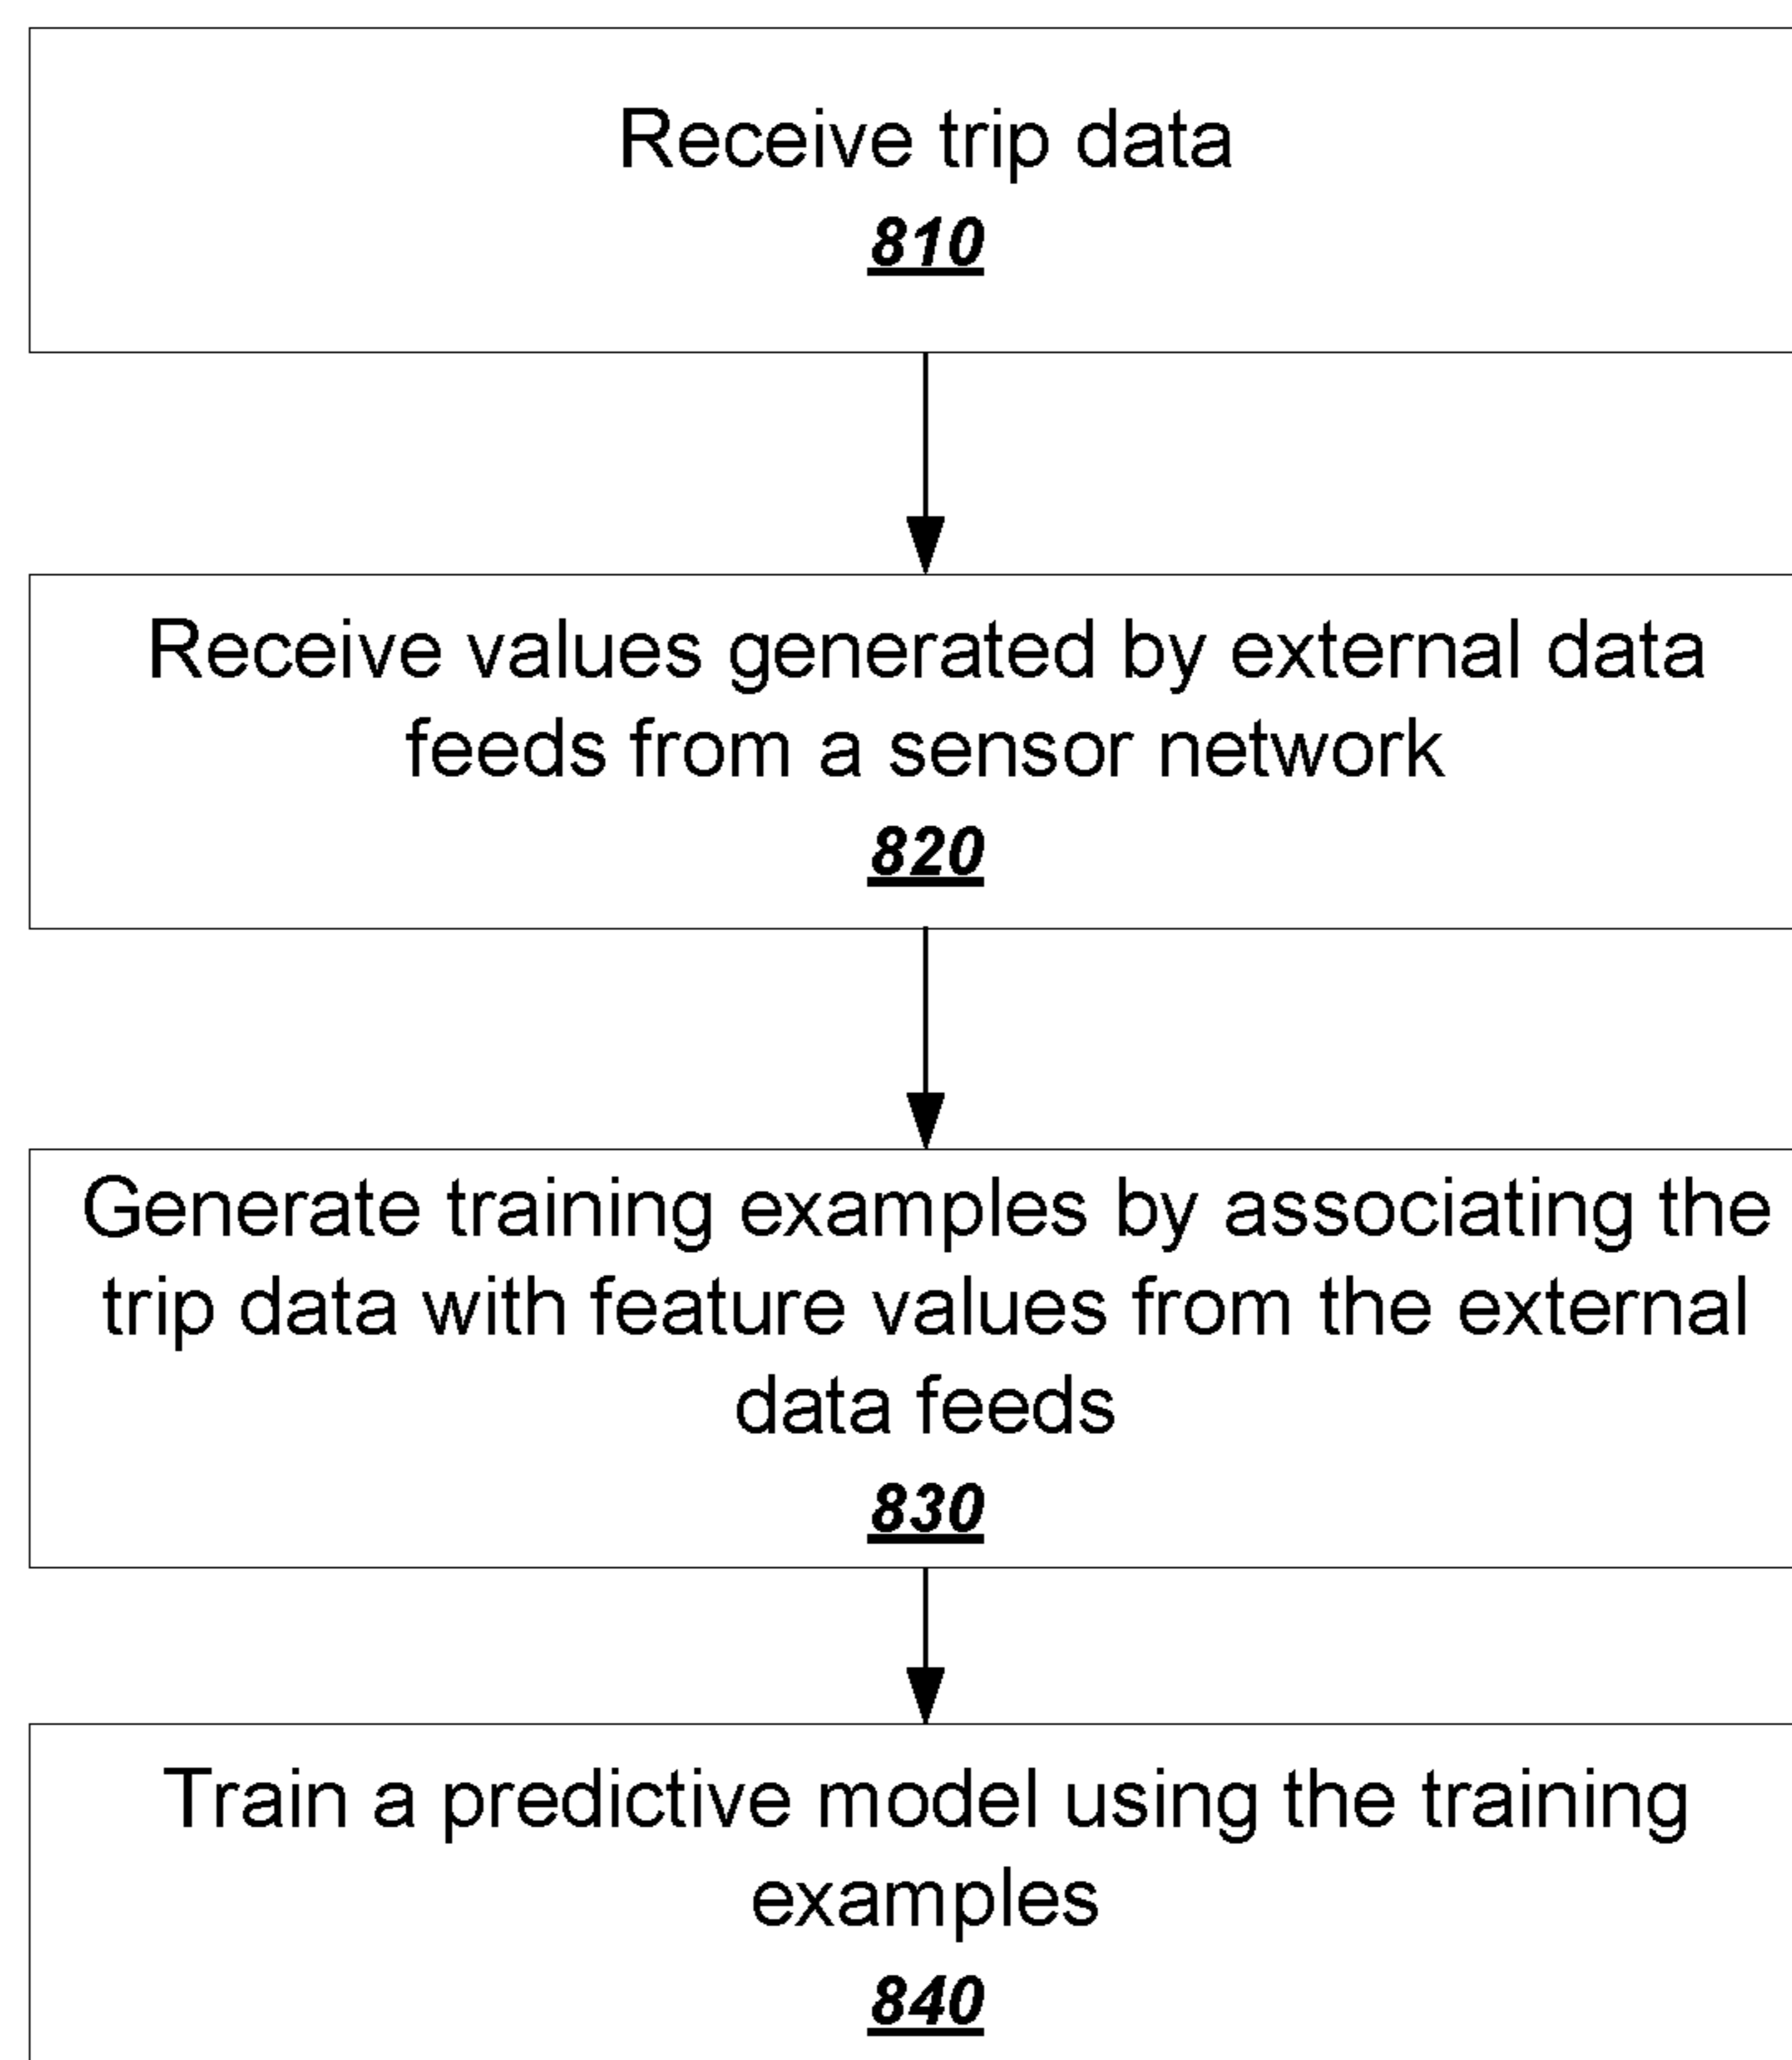 Receive trip data
810
Receive values generated by external data
feeds from a sensor network
820
Generate training examples by associating the
trip data with feature values from the external
data feeds
830
Train a predictive model using the training
examples
840